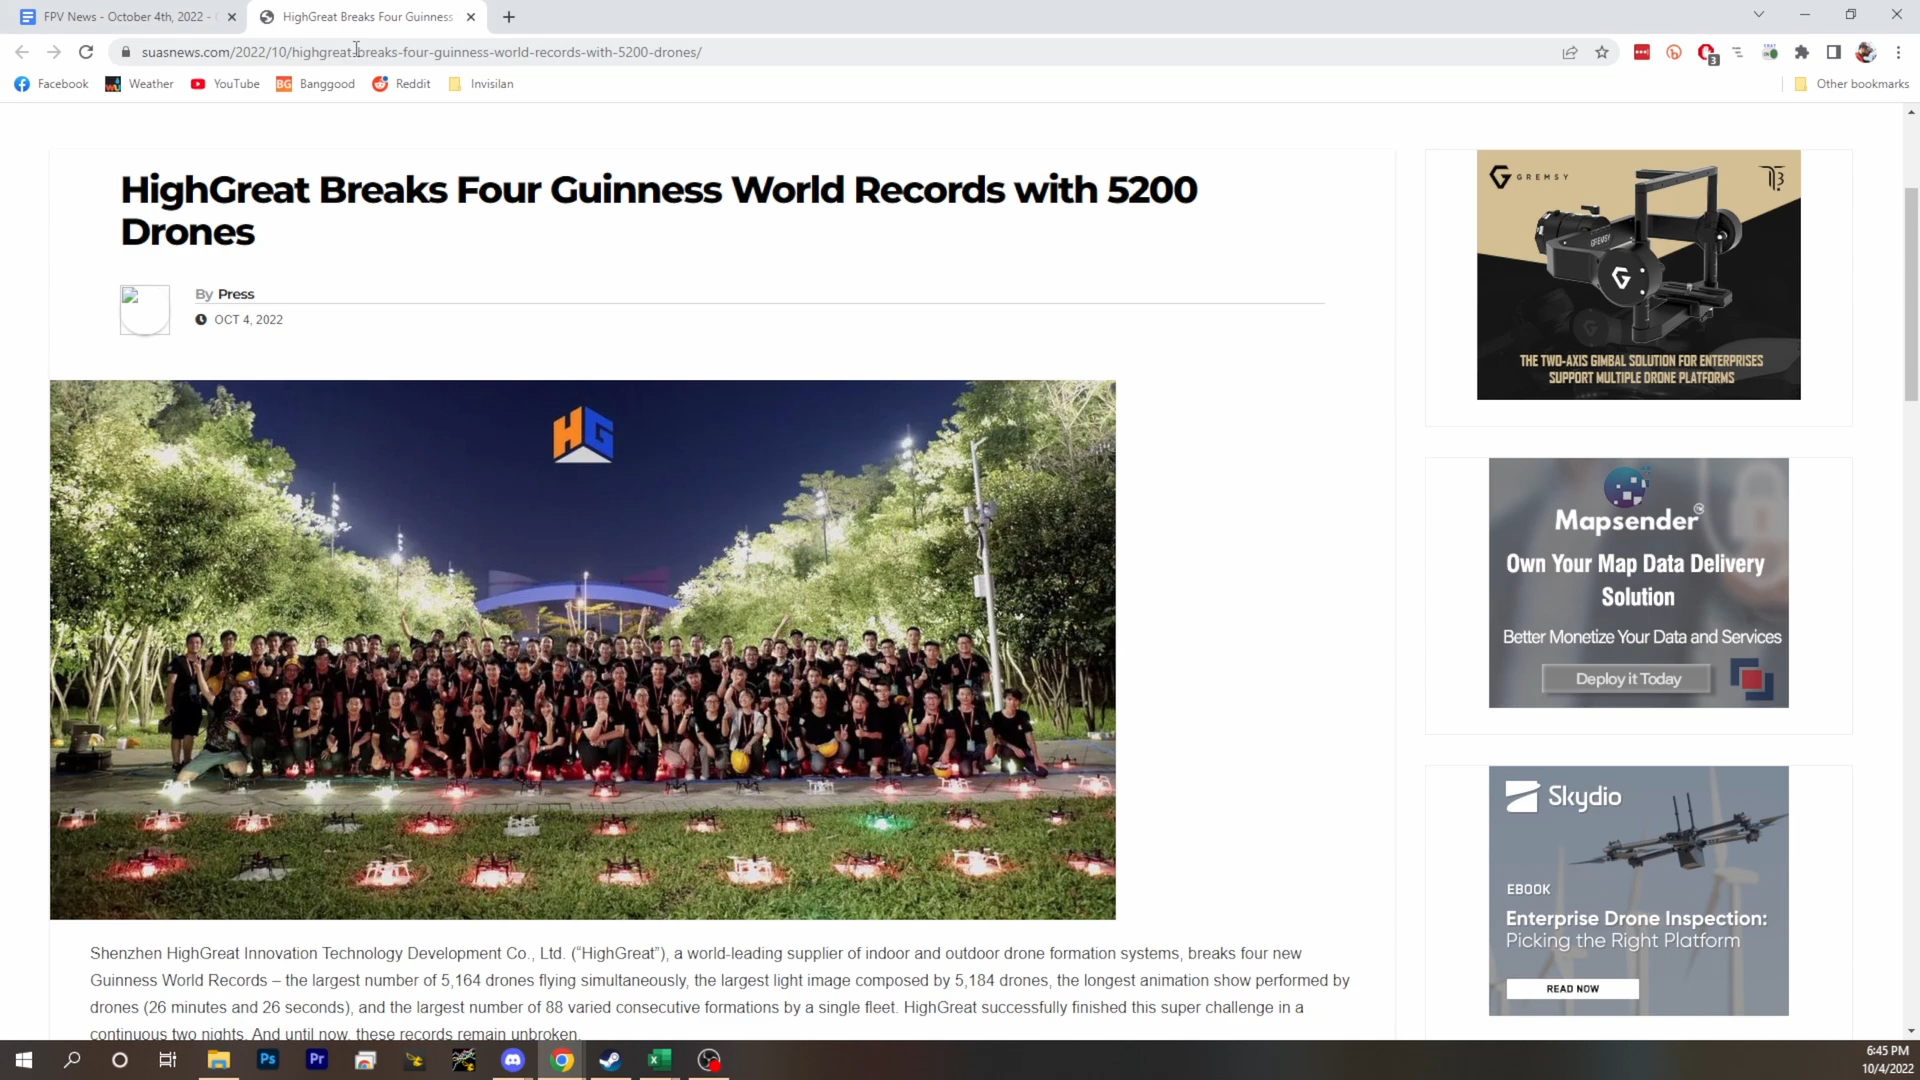 FPV News - October 4th, 2022 -
HighGreat Breaks Four Guinness
suasnews.com/2022/10/highgreat-breaks-four-guinness-world-records-with-5200-drones/
3
Facebook
Weather
YouTube
BG
Banggood
Reddit
Invisilan
Other bookmarks
HighGreat Breaks Four Guinness World Records with 5200
Drones
By Press
OCT 4, 2022
HG
Shenzhen HighGreat Innovation Technology Development Co., Ltd. (“HighGreat”), a world-leading supplier of indoor and outdoor drone formation systems, breaks four new
Guinness World Records – the largest number of 5,164 drones flying simultaneously, the largest light image composed by 5,184 drones, the longest animation show performed by
drones (26 minutes and 26 seconds), and the largest number of 88 varied consecutive formations by a single fleet. HighGreat successfully finished this super challenge in a
continuous two nights. And until now, these records remain unbroken.
GREMSY
T3
GREMSY
THE TWO-AXIS GIMBAL SOLUTION FOR ENTERPRISES
SUPPORT MULTIPLE DRONE PLATFORMS
Mapsender™
Own Your Map Data Delivery
Solution
Better Monetize Your Data and Services
Deploy it Today
Skydio
EBOOK
Enterprise Drone Inspection:
Picking the Right Platform
READ NOW
Ps
Pr
6:45 PM
10/4/2022